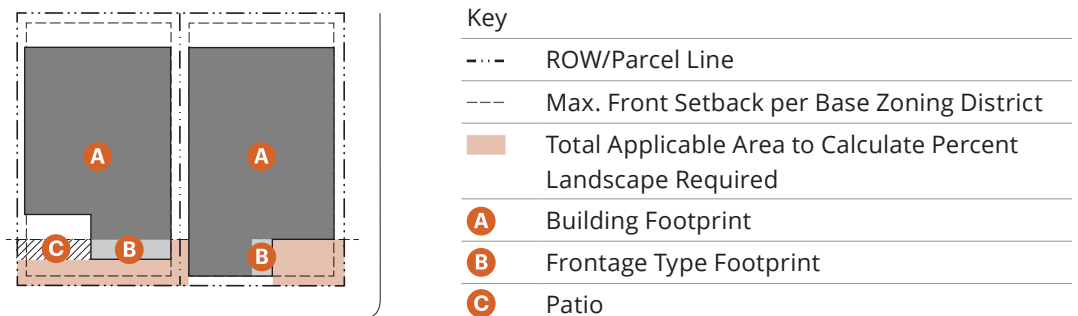 Key
ROW/Parcel Line
Max. Front Setback per Base Zoning District
Total Applicable Area to Calculate Percent
Landscape Required
A Building Footprint
B Frontage Type Footprint
C Patio
A
A
C
B
B